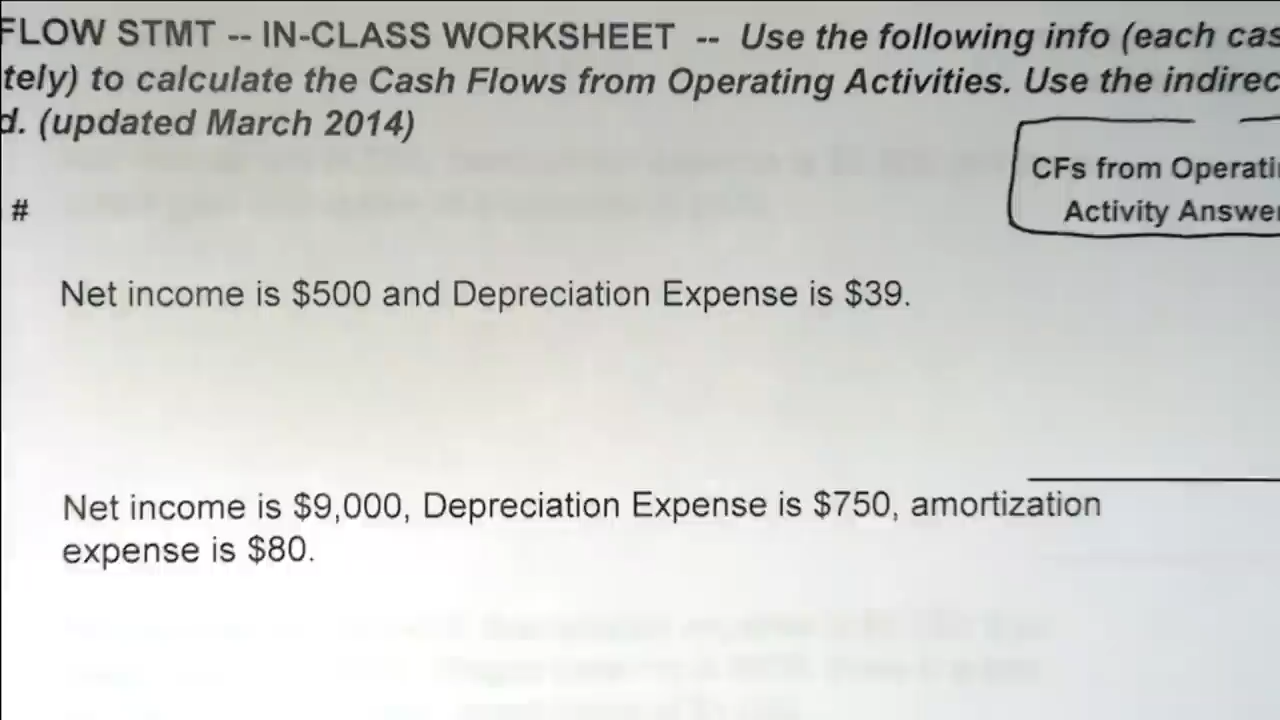 FLOW STMT -- IN-CLASS WORKSHEET -- Use the following info (each cas
tely) to calculate the Cash Flows from Operating Activities. Use the indirec
d. (updated March 2014)
CFs from Operati
#
Activity Answe
Net income is $500 and Depreciation Expense is $39.
Net income is $9,000, Depreciation Expense is $750, amortization
expense is $80.